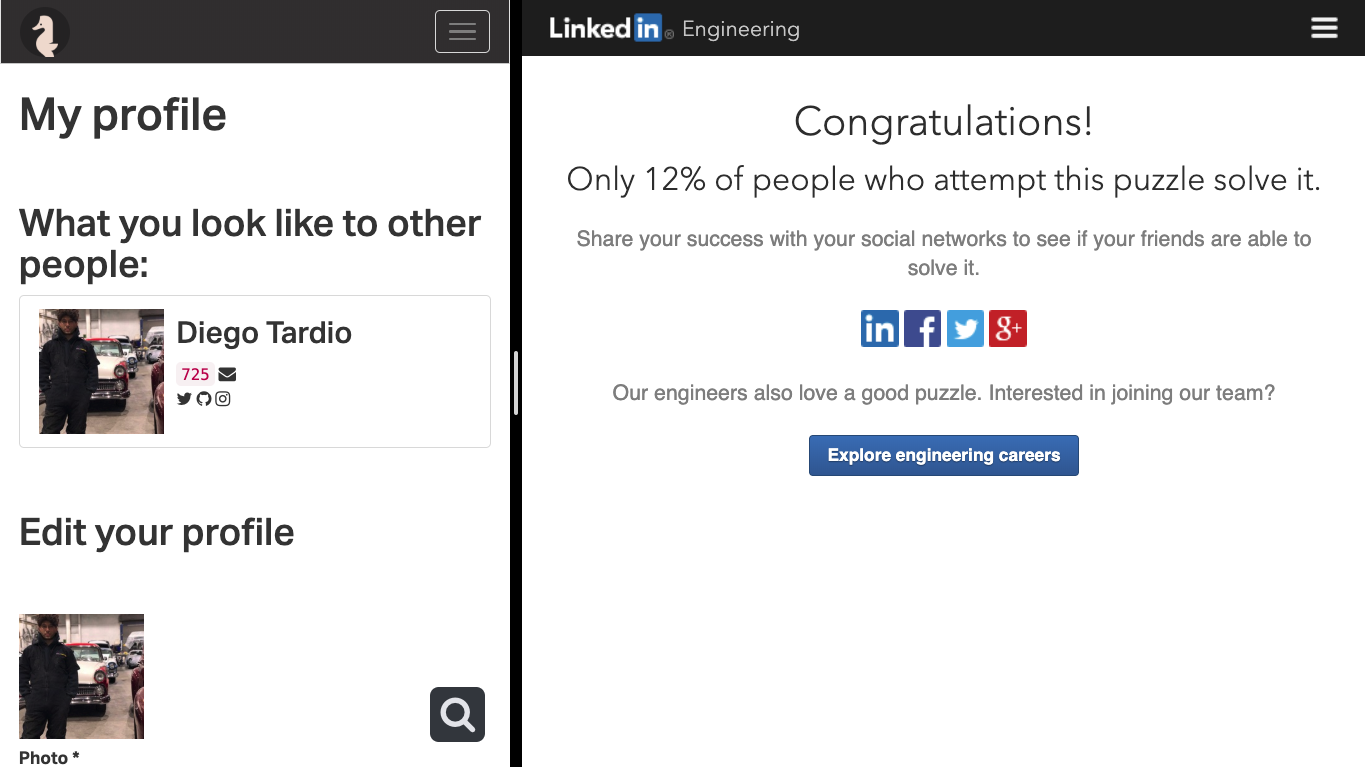 My profile
What you look like to other
people:
Diego Tardio
725
Edit your profile
Photo *
Linked in ® Engineering
Congratulations!
Only 12% of people who attempt this puzzle solve it.
Share your success with your social networks to see if your friends are able to
solve it.
in f g+
Our engineers also love a good puzzle. Interested in joining our team?
Explore engineering careers